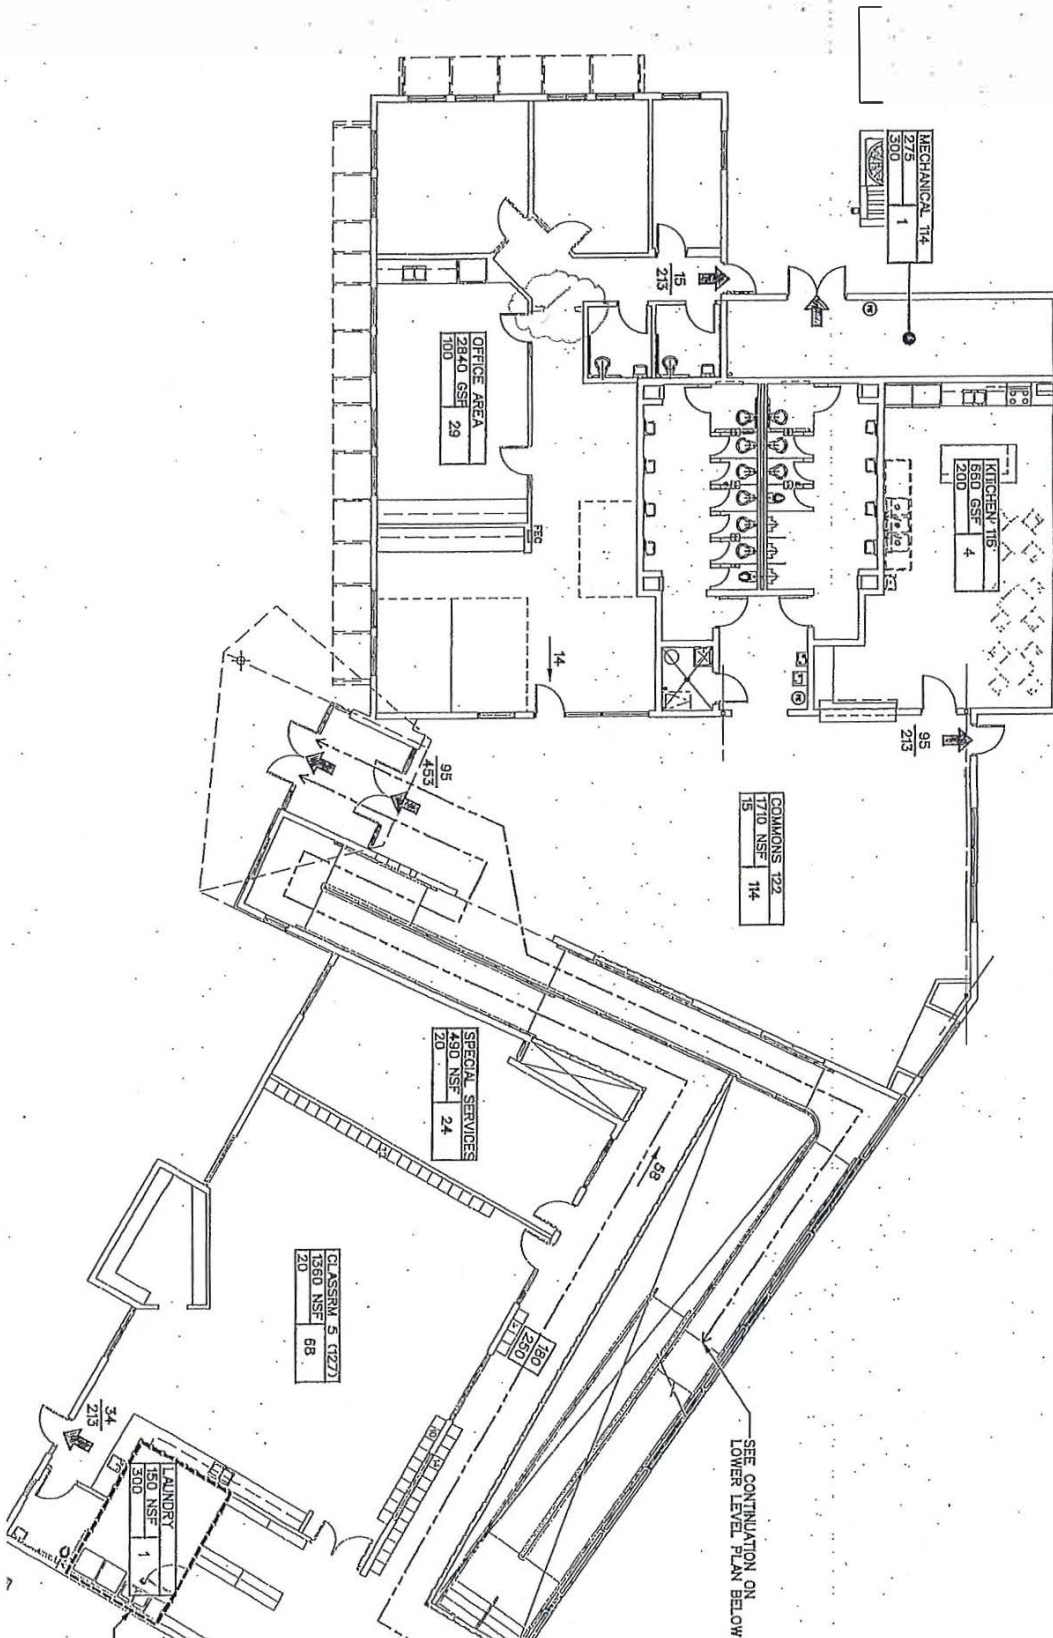 MECHANICAL 114
275
300
1
15
213
OFFICE AREA
2840 GSF
100
29
FEC
14
KITCHEN 116
660 GSF
200
4
95
213
95
453
COMMONS 122
1710 NSF
15
114
SPECIAL SERVICES
490 NSF
20
24
58
CLASSRM 5 (127)
1360 NSF
20
68
180
250
34
213
LAUNDRY
150 NSF
300
1
SEE CONTINUATION ON
LOWER LEVEL PLAN BELOW